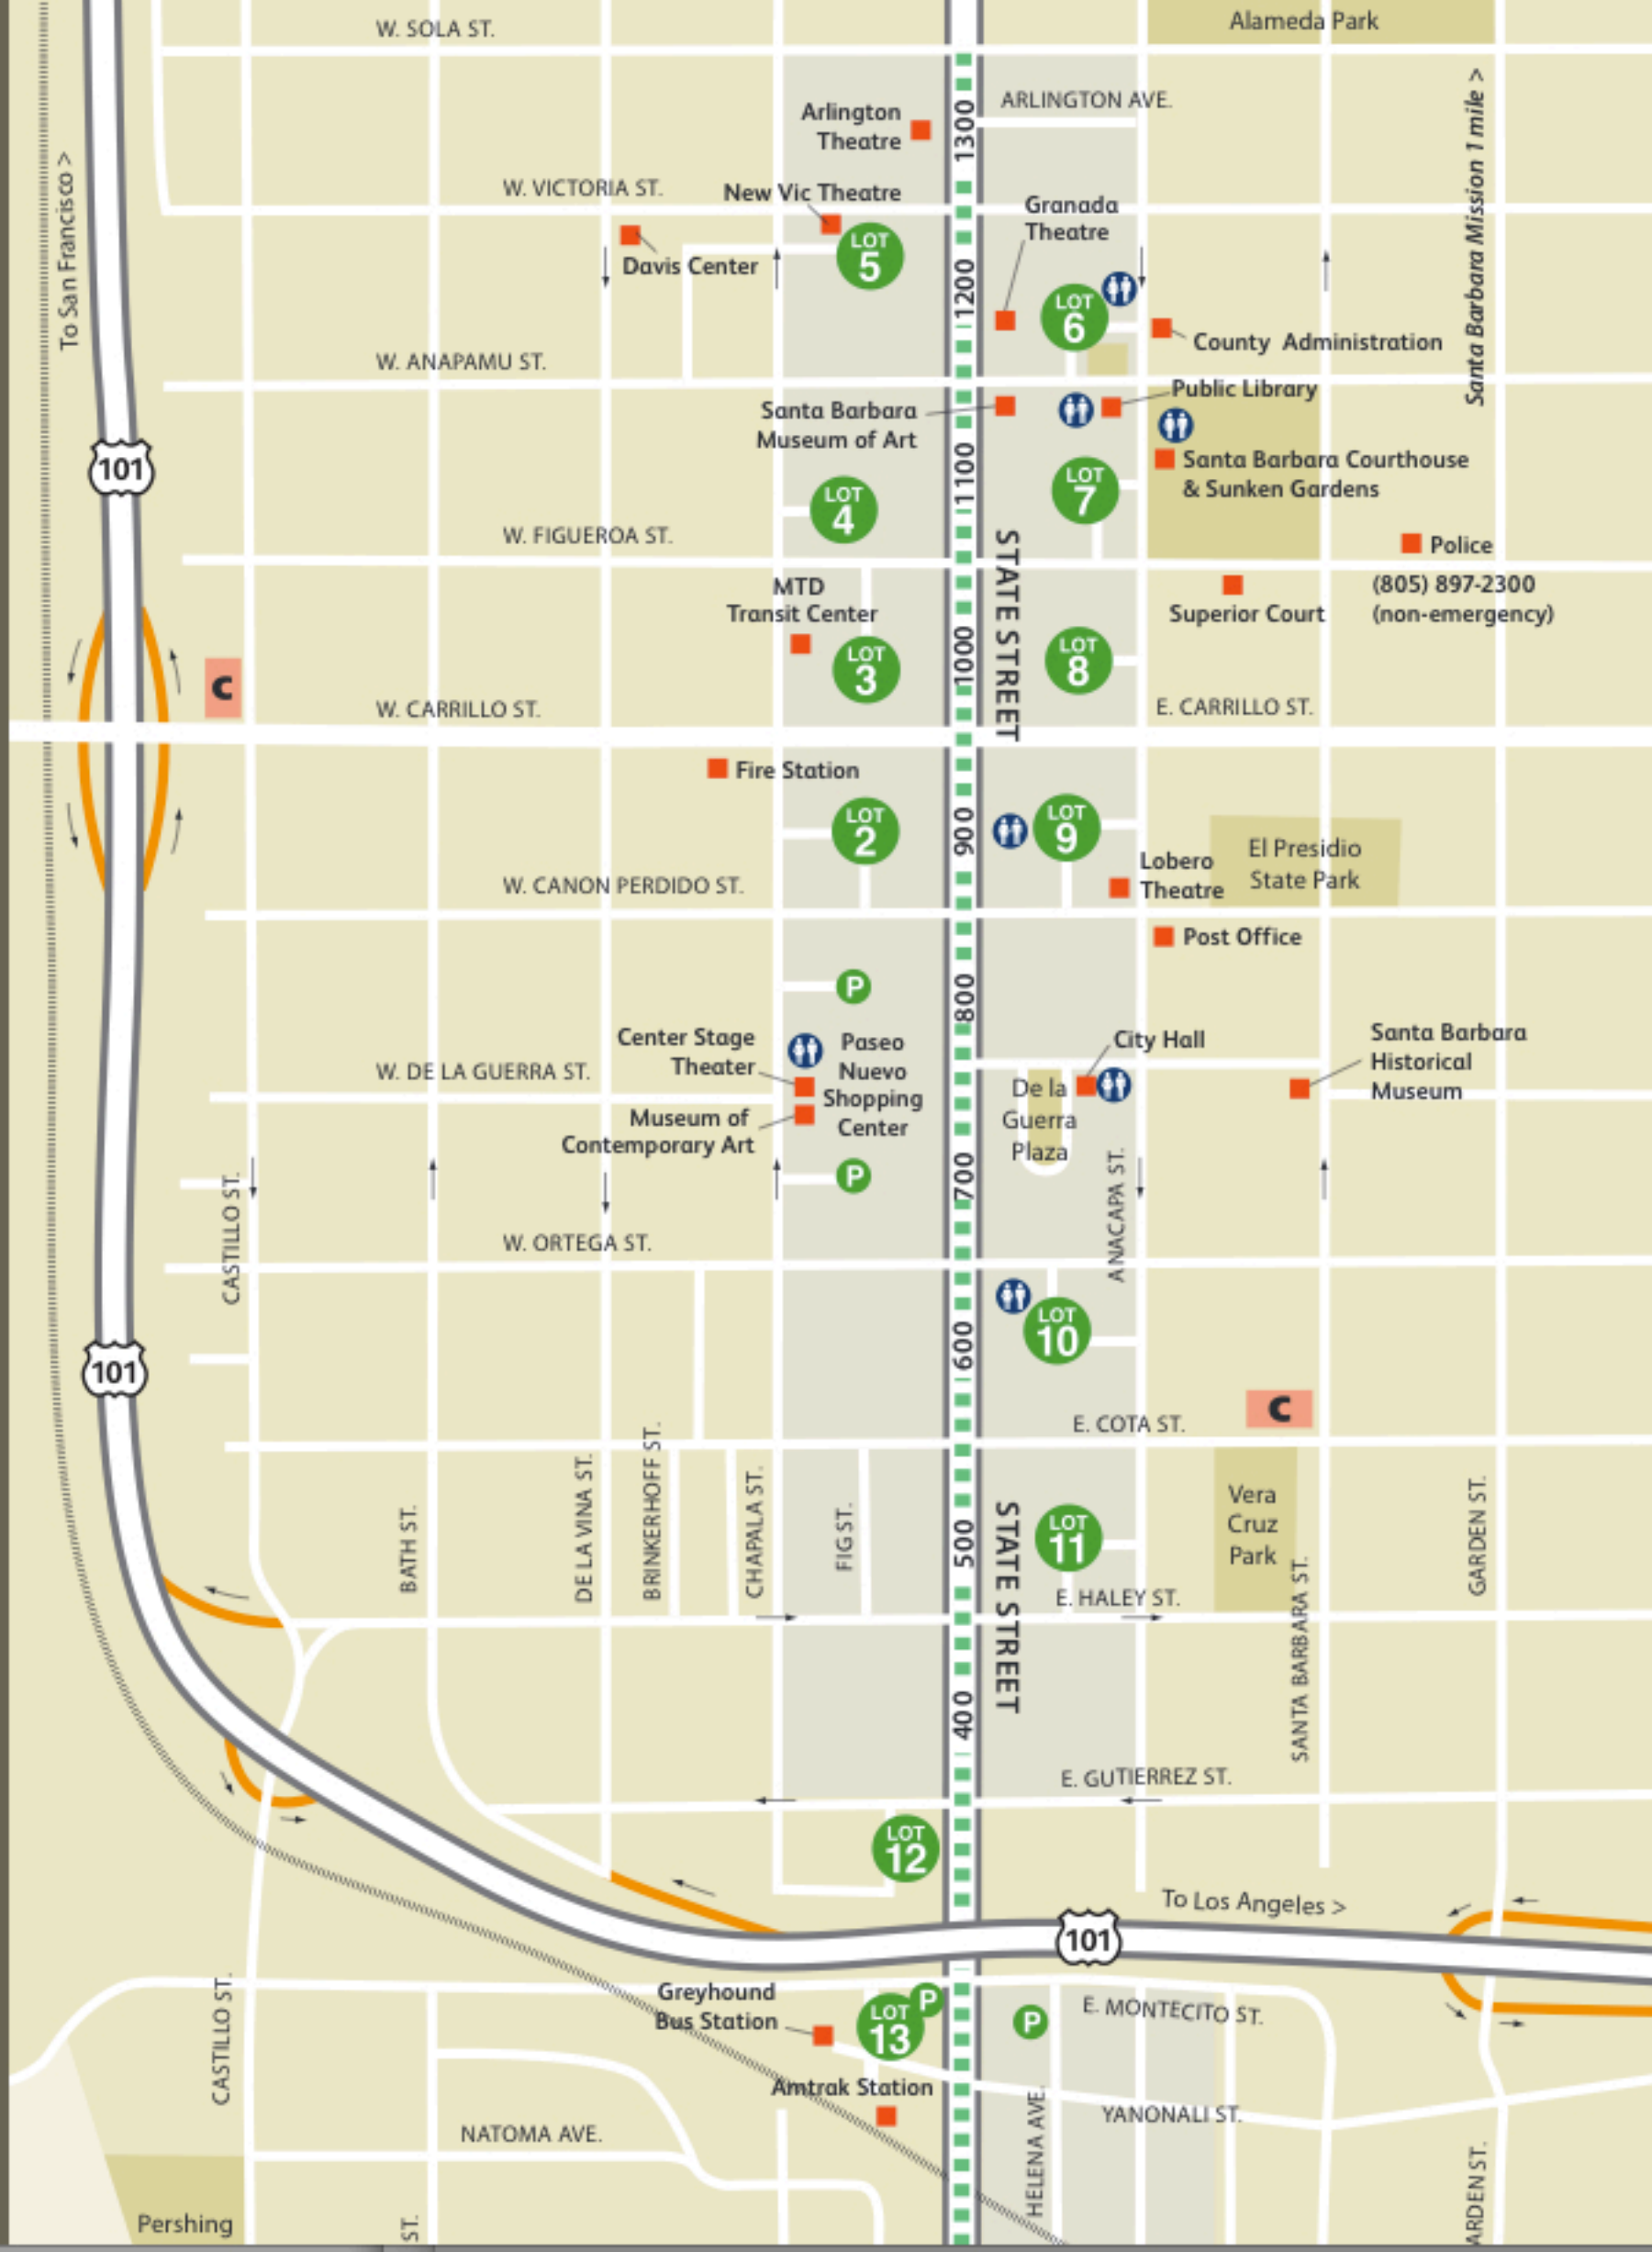 W. SOLA ST.
Alameda Park
ARLINGTON AVE.
Arlington
Theatre
1300
To San Francisco >
Santa Barbara Mission 1 mile >
W. VICTORIA ST.
New Vic Theatre
Granada
Theatre
LOT
5
Davis Center
1200
LOT
6
County Administration
W. ANAPAMU ST.
Public Library
Santa Barbara
Museum of Art
101
1100
Santa Barbara Courthouse
& Sunken Gardens
LOT
7
LOT
4
W. FIGUEROA ST.
STATE STREET
Police
(805) 897-2300
(non-emergency)
MTD
Transit Center
Superior Court
LOT
3
1000
LOT
8
C
W. CARRILLO ST.
E. CARRILLO ST.
Fire Station
LOT
2
900
LOT
9
El Presidio
State Park
Lobero
Theatre
W. CANON PERDIDO ST.
Post Office
P
800
Center Stage
Theater
Paseo
Nuevo
Shopping
Center
City Hall
Santa Barbara
Historical
Museum
W. DE LA GUERRA ST.
De la
Guerra
Plaza
Museum of
Contemporary Art
P
700
CASTILLO ST.
ANACAPA ST.
W. ORTEGA ST.
LOT
10
600
101
C
E. COTA ST.
BATH ST.
DE LA VINA ST.
BRINKERHOFF ST.
CHAPALA ST.
FIG ST.
500
STATE STREET
LOT
11
Vera
Cruz
Park
GARDEN ST.
E. HALEY ST.
SANTA BARBARA ST.
400
E. GUTIERREZ ST.
LOT
12
To Los Angeles >
101
CASTILLO ST.
Greyhound
Bus Station
LOT
13
P
P
E. MONTECITO ST.
Amtrak Station
HELENA AVE.
YANONALI ST.
NATOMA AVE.
ARDEN ST.
Pershing
ST.